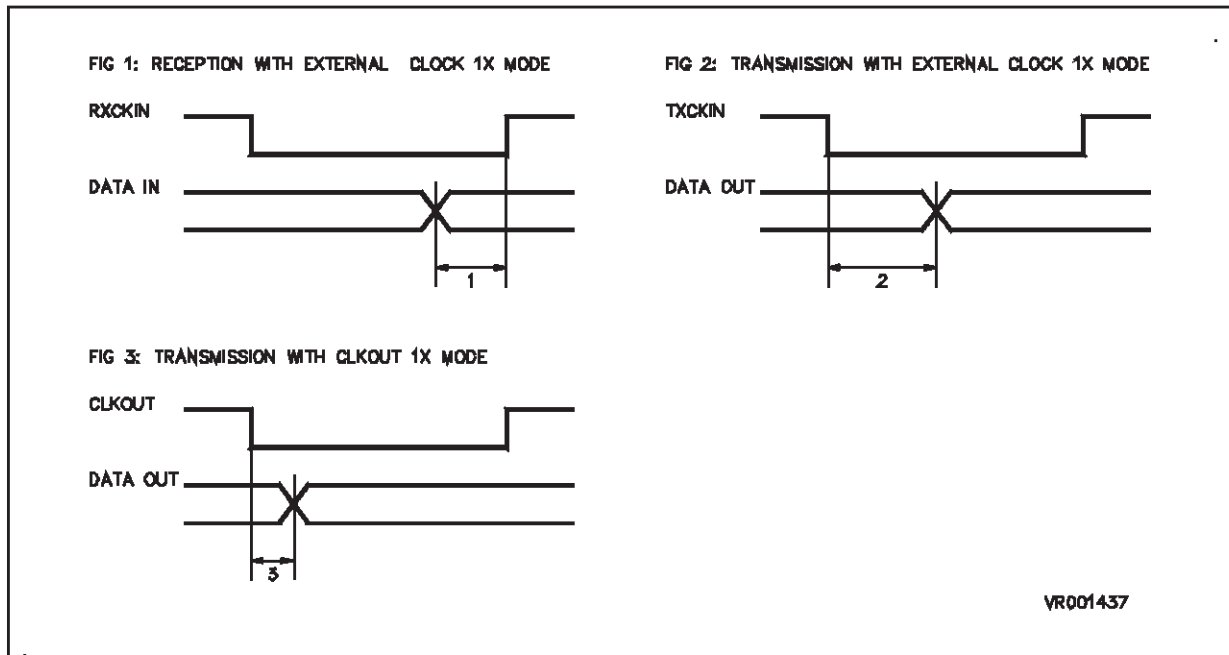 FIG 1: RECEPTION WITH EXTERNAL CLOCK 1X MODE
RXCKIN
DATA IN
1
FIG 2: TRANSMISSION WITH EXTERNAL CLOCK 1X MODE
TXCKIN
DATA OUT
2
FIG 3: TRANSMISSION WITH CLKOUT 1X MODE
CLKOUT
DATA OUT
3
VR001437